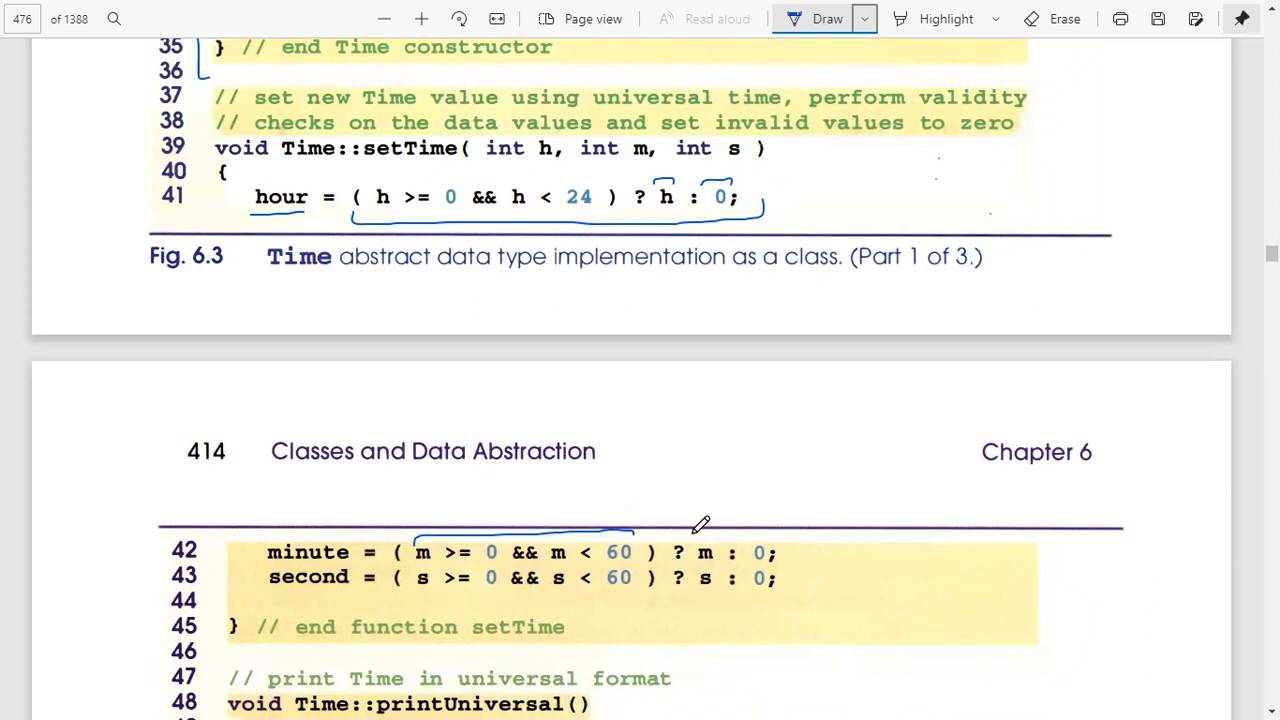 476 of 1388 Page view Read aloud Draw Highlight Erase
35 } // end Time constructor
36
37 // set new Time value using universal time, perform validity
38 // checks on the data values and set invalid values to zero
39 void Time::setTime( int h, int m, int s )
40 {
41 hour = ( h >= 0 && h < 24 ) ? h : 0;
Fig. 6.3 Time abstract data type implementation as a class. (Part 1 of 3.)
414 Classes and Data Abstraction Chapter 6
42 minute = ( m >= 0 && m < 60 ) ? m : 0;
43 second = ( s >= 0 && s < 60 ) ? s : 0;
44
45 } // end function setTime
46
47 // print Time in universal format
48 void Time::printUniversal()